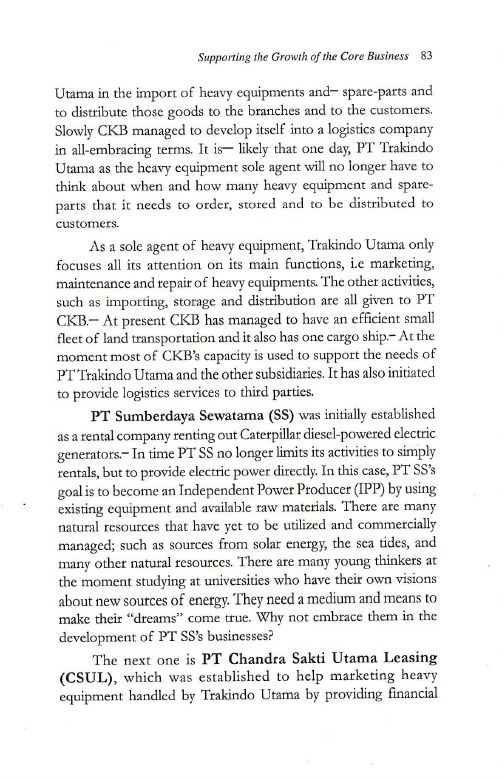 Supporting the Growth of the Core Business 83
Utama in the import of heavy equipments and– spare-parts and
to distribute those goods to the branches and to the customers.
Slowly CKB managed to develop itself into a logistics company
in all-embracing terms. It is— likely that one day, PT Trakindo
Utama as the heavy equipment sole agent will no longer have to
think about when and how many heavy equipment and spare-
parts that it needs to order, stored and to be distributed to
customers.
As a sole agent of heavy equipment, Trakindo Utama only
focuses all its attention on its main functions, i.e marketing,
maintenance and repair of heavy equipments. The other activities,
such as importing, storage and distribution are all given to PT
CKB.— At present CKB has managed to have an efficient small
fleet of land transportation and it also has one cargo ship.– At the
moment most of CKB's capacity is used to support the needs of
PT Trakindo Utama and the other subsidiaries. It has also initiated
to provide logistics services to third parties.
PT Sumberdaya Sewatama (SS) was initially established
as a rental company renting out Caterpillar diesel-powered electric
generators.– In time PT SS no longer limits its activities to simply
rentals, but to provide electric power directly. In this case, PT SS's
goal is to become an Independent Power Producer (IPP) by using
existing equipment and available raw materials. There are many
natural resources that have yet to be utilized and commercially
managed; such as sources from solar energy, the sea tides, and
many other natural resources. There are many young thinkers at
the moment studying at universities who have their own visions
about new sources of energy. They need a medium and means to
make their “dreams” come true. Why not embrace them in the
development of PT SS's businesses?
The next one is PT Chandra Sakti Utama Leasing
(CSUL), which was established to help marketing heavy
equipment handled by Trakindo Utama by providing financial